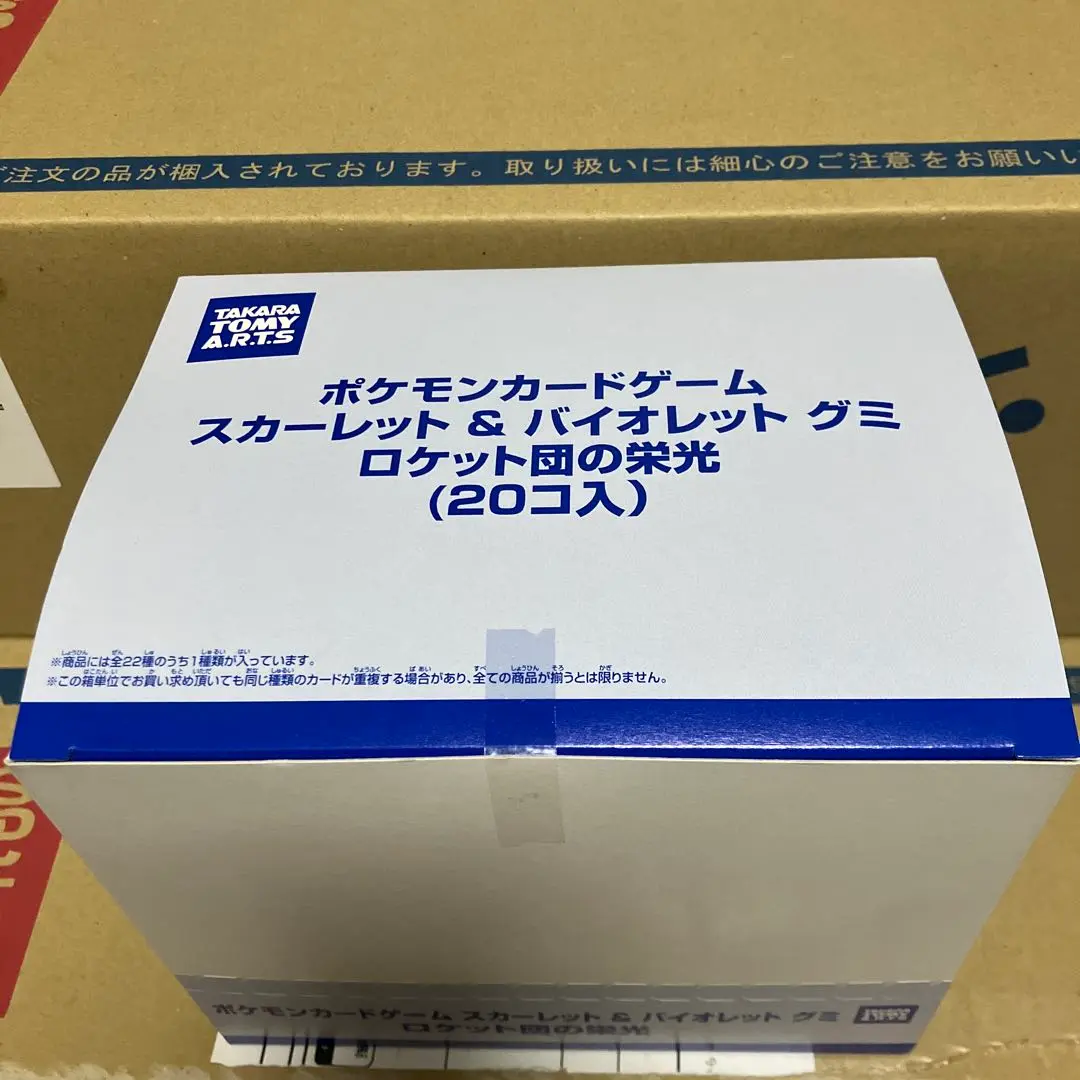 ご注文の品が梱入されております。取り扱いには細心のご注意をお願いい
TAKARA
TOMY
A.R.T.S
ポケモンカードゲーム
スカーレット & バイオレット グミ
ロケット団の栄光
(20コ入)
※商品には全22種のうち1種類が入っています。
※この箱単位でお買い求め頂いても同じ種類のカードが重複する場合があり、全ての商品が揃うとは限りません。
ポケモンカードゲーム スカーレット & バイオレット グミ
ロケット団の栄光